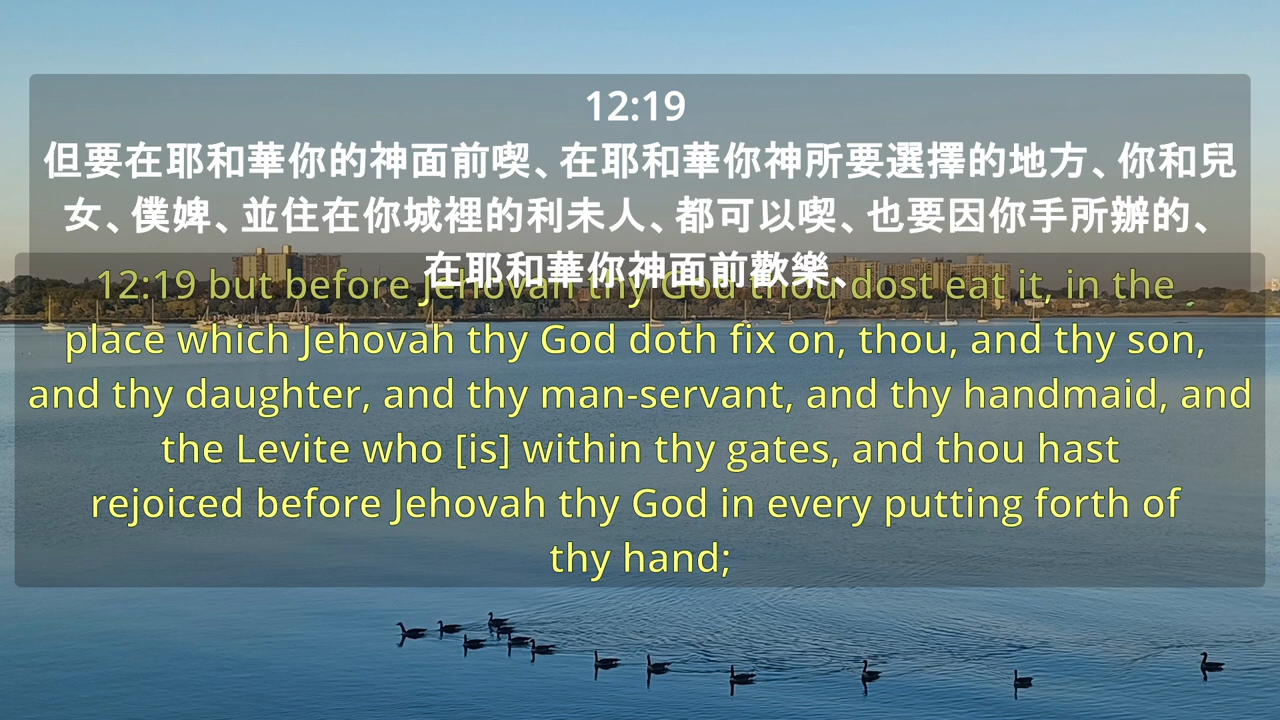 12:19
但要在耶和華你的神面前喫、在耶和華你神所要選擇的地方、你和兒
女、僕婢、並住在你城裡的利未人、都可以喫、也要因你手所辦的、
在耶和華你神面前歡樂、
12:19 but before Jehovah thy God thou dost eat it, in the
place which Jehovah thy God doth fix on, thou, and thy son,
and thy daughter, and thy man-servant, and thy handmaid, and
the Levite who [is] within thy gates, and thou hast
rejoiced before Jehovah thy God in every putting forth of
thy hand;